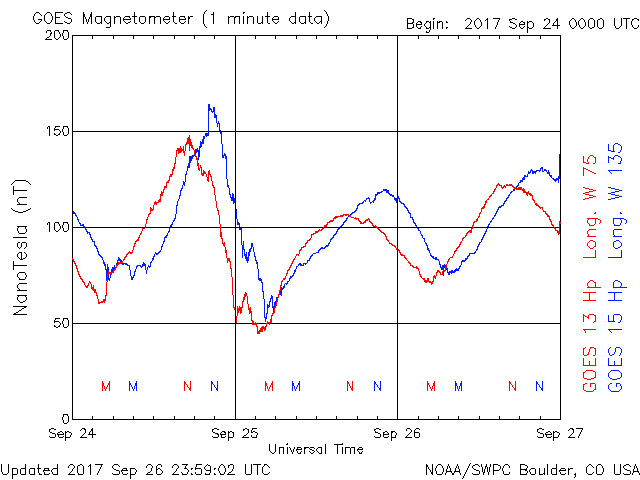 GOES Magnetometer (1 minute data)
Begin: 2017 Sep 24 0000 UTC
200
150
100
50
0
NanoTesla (nT)
M M N N M M N N M M N N
Sep 24 Sep 25 Sep 26 Sep 27
Universal Time
GOES 13 Hp Long. W 75
GOES 15 Hp Long. W 135
Updated 2017 Sep 26 23:59:02 UTC
NOAA/SWPC Boulder, CO USA